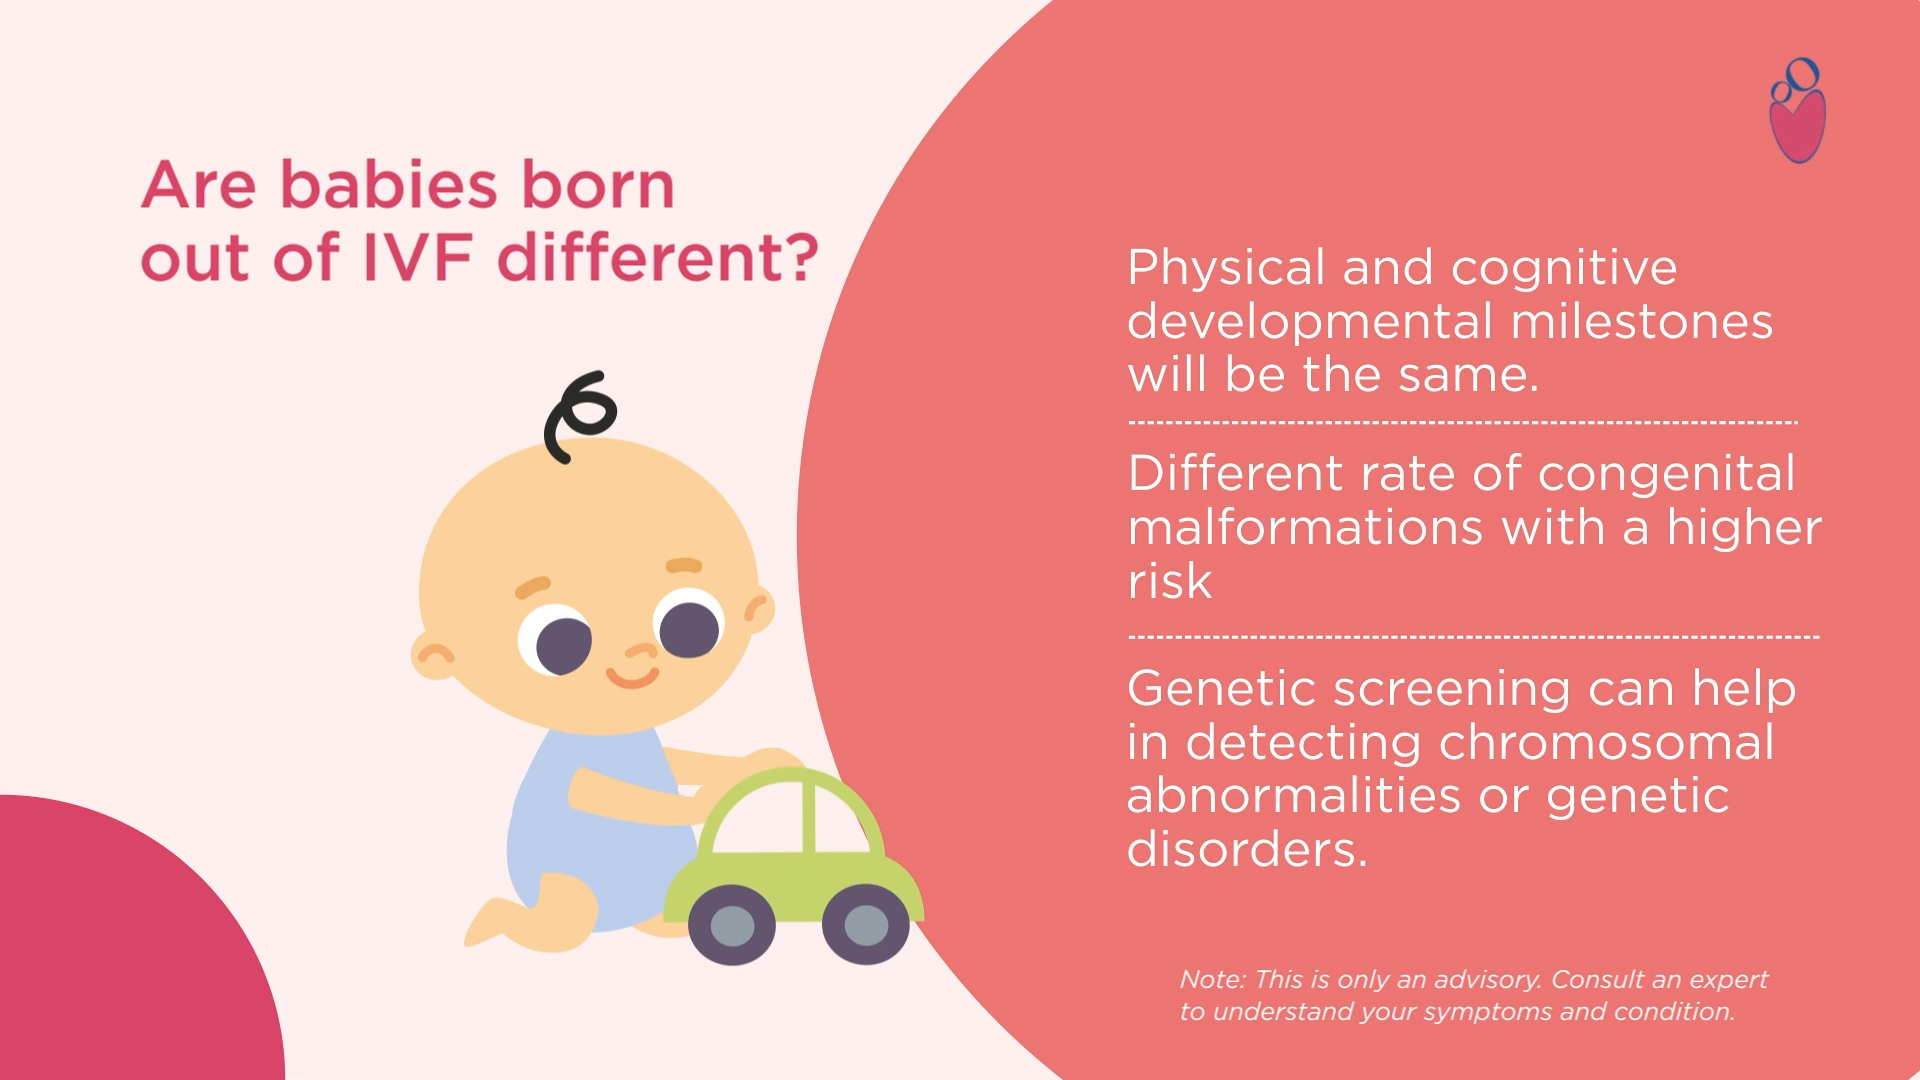 Are babies born
out of IVF different?
Physical and cognitive
developmental milestones
will be the same.
Different rate of congenital
malformations with a higher
risk
Genetic screening can help
in detecting chromosomal
abnormalities or genetic
disorders.
Note: This is only an advisory. Consult an expert
to understand your symptoms and condition.